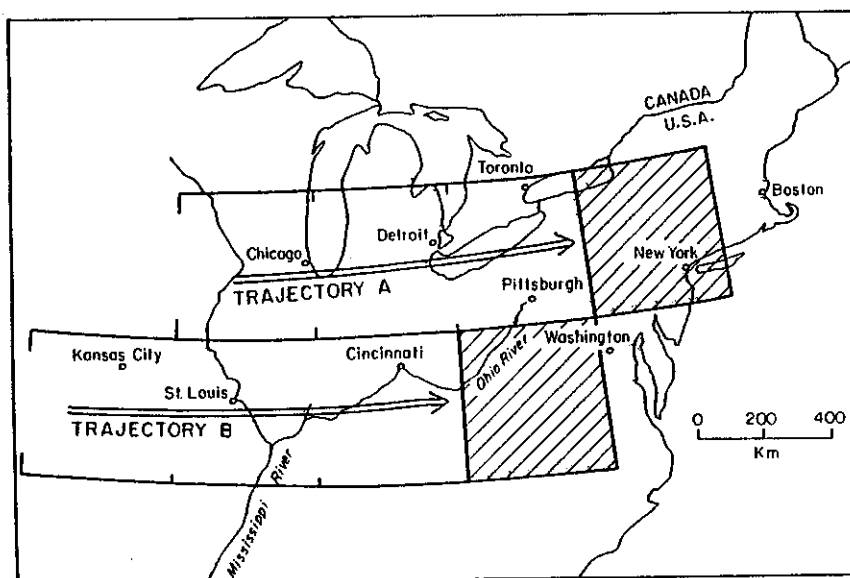 CANADA
U.S.A.
Toronto
Boston
Detroit
Chicago
New York
TRAJECTORY A
Pittsburgh
Kansas City
Cincinnati
Ohio River
Washington
St. Louis
TRAJECTORY B
0 200 400
Km
Mississippi River